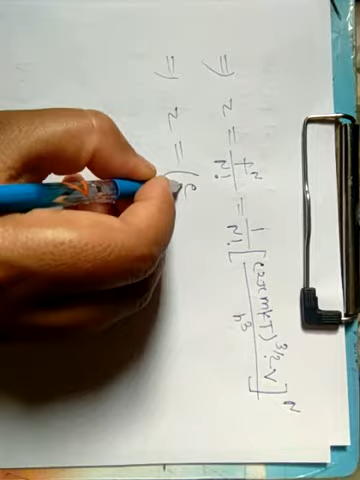 ⇒ z = f^N / N! = 1/N! [(2πmkT)^{3/2} · V / h^3]^N
⇒ z = (e